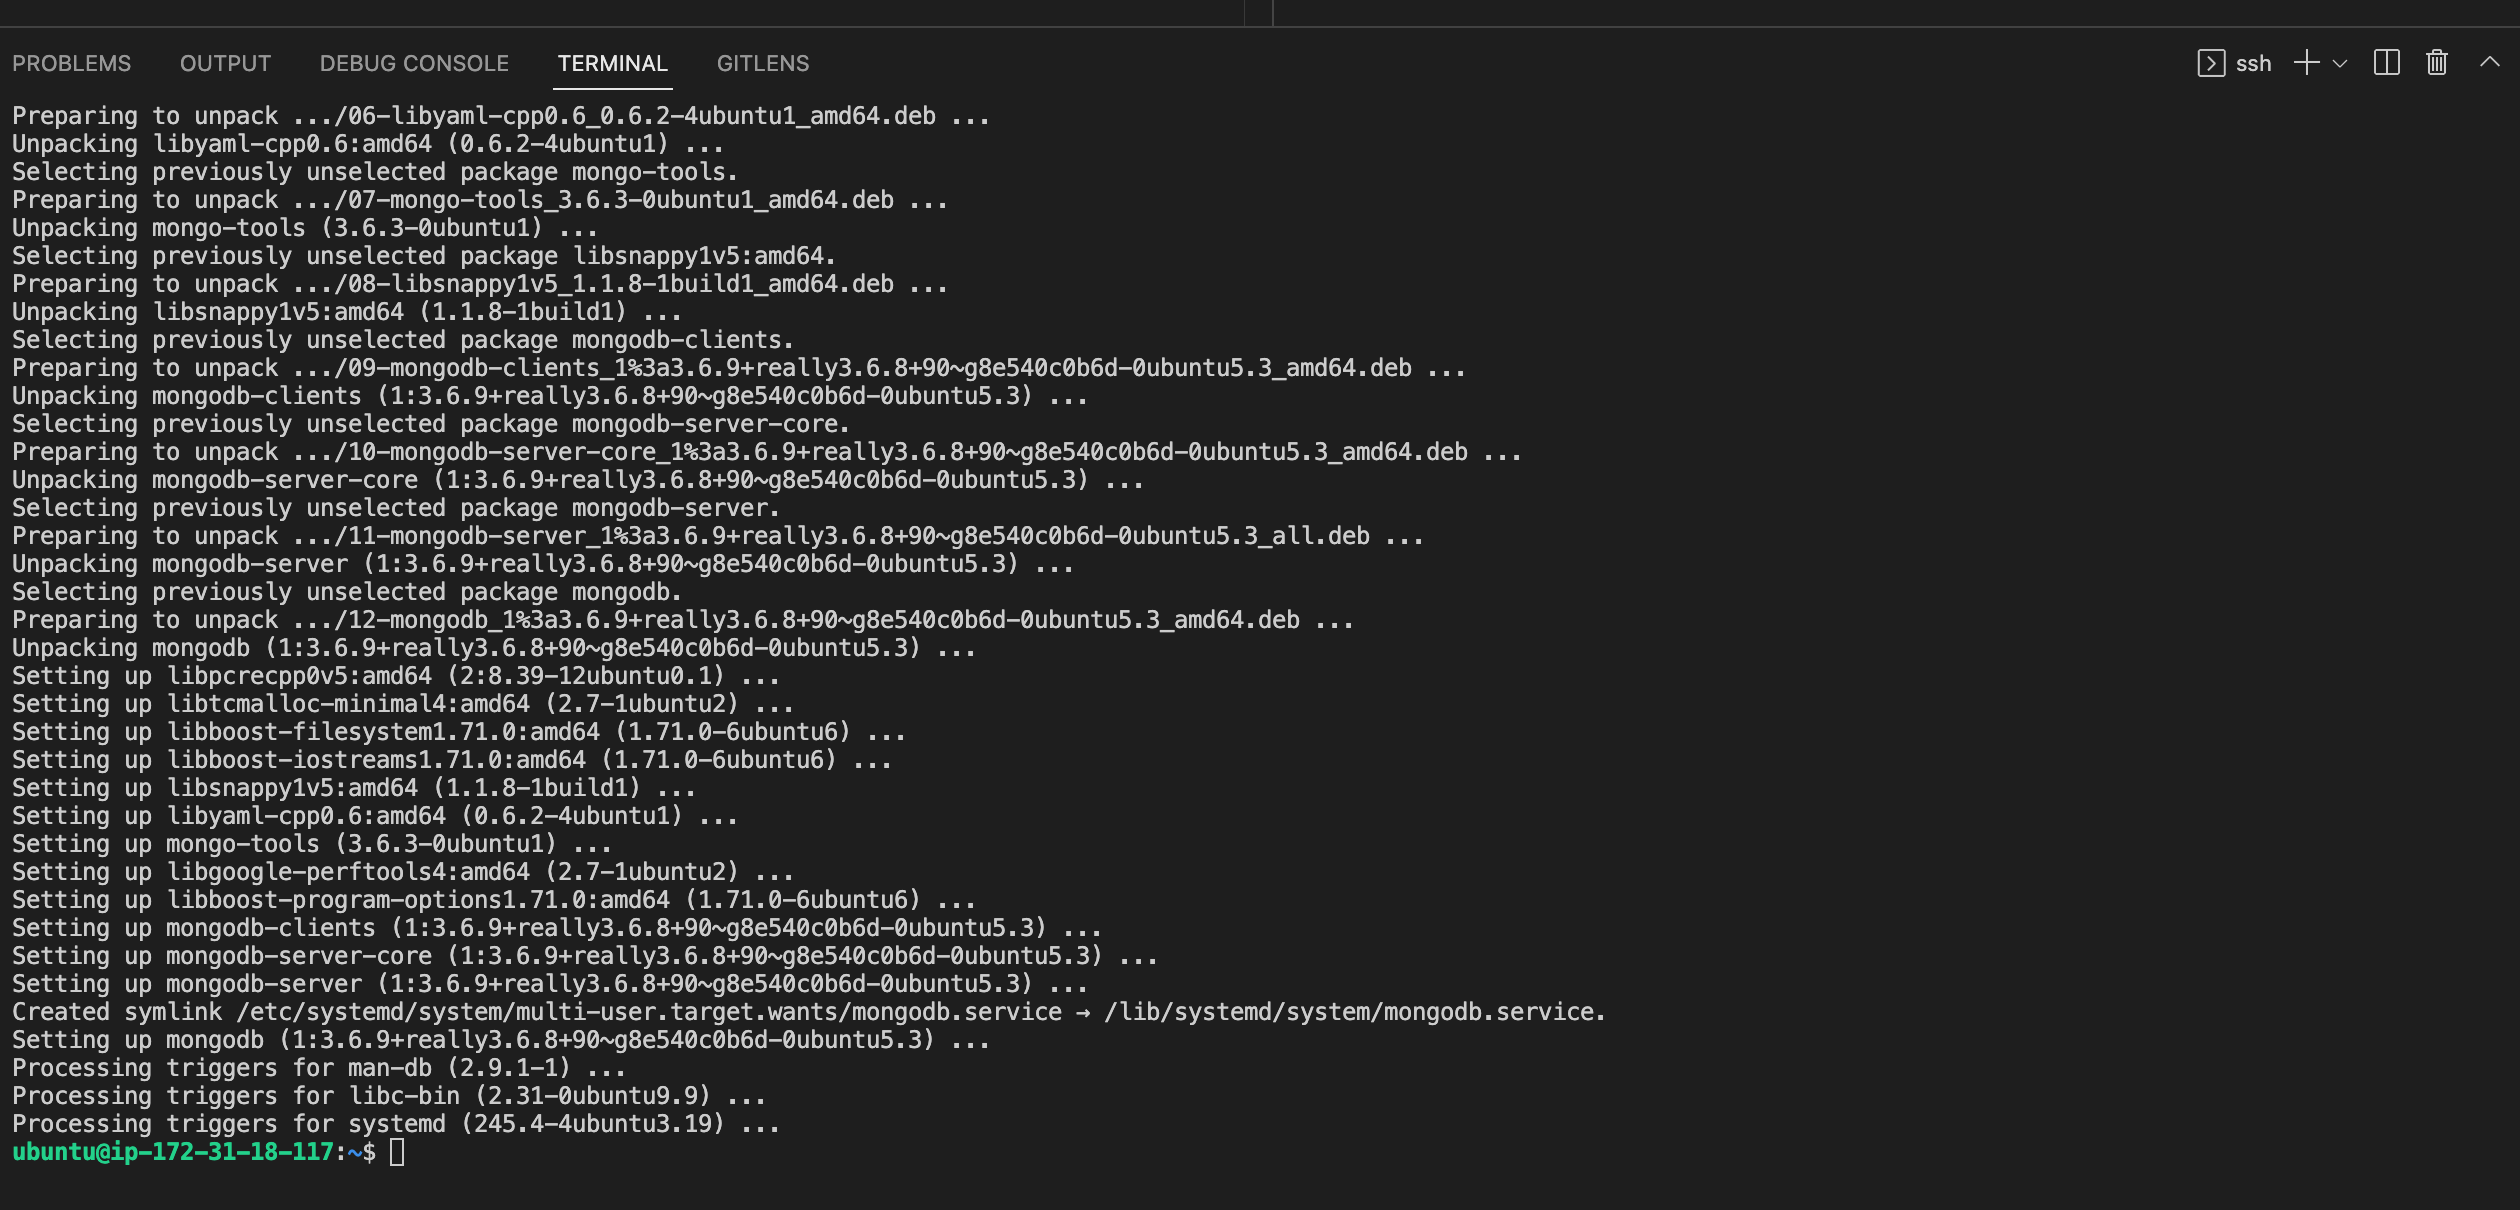 PROBLEMS OUTPUT DEBUG CONSOLE TERMINAL GITLENS ssh
Preparing to unpack .../06-libyaml-cpp0.6_0.6.2-4ubuntu1_amd64.deb ...
Unpacking libyaml-cpp0.6:amd64 (0.6.2-4ubuntu1) ...
Selecting previously unselected package mongo-tools.
Preparing to unpack .../07-mongo-tools_3.6.3-0ubuntu1_amd64.deb ...
Unpacking mongo-tools (3.6.3-0ubuntu1) ...
Selecting previously unselected package libsnappy1v5:amd64.
Preparing to unpack .../08-libsnappy1v5_1.1.8-1build1_amd64.deb ...
Unpacking libsnappy1v5:amd64 (1.1.8-1build1) ...
Selecting previously unselected package mongodb-clients.
Preparing to unpack .../09-mongodb-clients_1%3a3.6.9+really3.6.8+90~g8e540c0b6d-0ubuntu5.3_amd64.deb ...
Unpacking mongodb-clients (1:3.6.9+really3.6.8+90~g8e540c0b6d-0ubuntu5.3) ...
Selecting previously unselected package mongodb-server-core.
Preparing to unpack .../10-mongodb-server-core_1%3a3.6.9+really3.6.8+90~g8e540c0b6d-0ubuntu5.3_amd64.deb ...
Unpacking mongodb-server-core (1:3.6.9+really3.6.8+90~g8e540c0b6d-0ubuntu5.3) ...
Selecting previously unselected package mongodb-server.
Preparing to unpack .../11-mongodb-server_1%3a3.6.9+really3.6.8+90~g8e540c0b6d-0ubuntu5.3_all.deb ...
Unpacking mongodb-server (1:3.6.9+really3.6.8+90~g8e540c0b6d-0ubuntu5.3) ...
Selecting previously unselected package mongodb.
Preparing to unpack .../12-mongodb_1%3a3.6.9+really3.6.8+90~g8e540c0b6d-0ubuntu5.3_amd64.deb ...
Unpacking mongodb (1:3.6.9+really3.6.8+90~g8e540c0b6d-0ubuntu5.3) ...
Setting up libpcrecpp0v5:amd64 (2:8.39-12ubuntu0.1) ...
Setting up libtcmalloc-minimal4:amd64 (2.7-1ubuntu2) ...
Setting up libboost-filesystem1.71.0:amd64 (1.71.0-6ubuntu6) ...
Setting up libboost-iostreams1.71.0:amd64 (1.71.0-6ubuntu6) ...
Setting up libsnappy1v5:amd64 (1.1.8-1build1) ...
Setting up libyaml-cpp0.6:amd64 (0.6.2-4ubuntu1) ...
Setting up mongo-tools (3.6.3-0ubuntu1) ...
Setting up libgoogle-perftools4:amd64 (2.7-1ubuntu2) ...
Setting up libboost-program-options1.71.0:amd64 (1.71.0-6ubuntu6) ...
Setting up mongodb-clients (1:3.6.9+really3.6.8+90~g8e540c0b6d-0ubuntu5.3) ...
Setting up mongodb-server-core (1:3.6.9+really3.6.8+90~g8e540c0b6d-0ubuntu5.3) ...
Setting up mongodb-server (1:3.6.9+really3.6.8+90~g8e540c0b6d-0ubuntu5.3) ...
Created symlink /etc/systemd/system/multi-user.target.wants/mongodb.service → /lib/systemd/system/mongodb.service.
Setting up mongodb (1:3.6.9+really3.6.8+90~g8e540c0b6d-0ubuntu5.3) ...
Processing triggers for man-db (2.9.1-1) ...
Processing triggers for libc-bin (2.31-0ubuntu9.9) ...
Processing triggers for systemd (245.4-4ubuntu3.19) ...
ubuntu@ip-172-31-18-117:~$